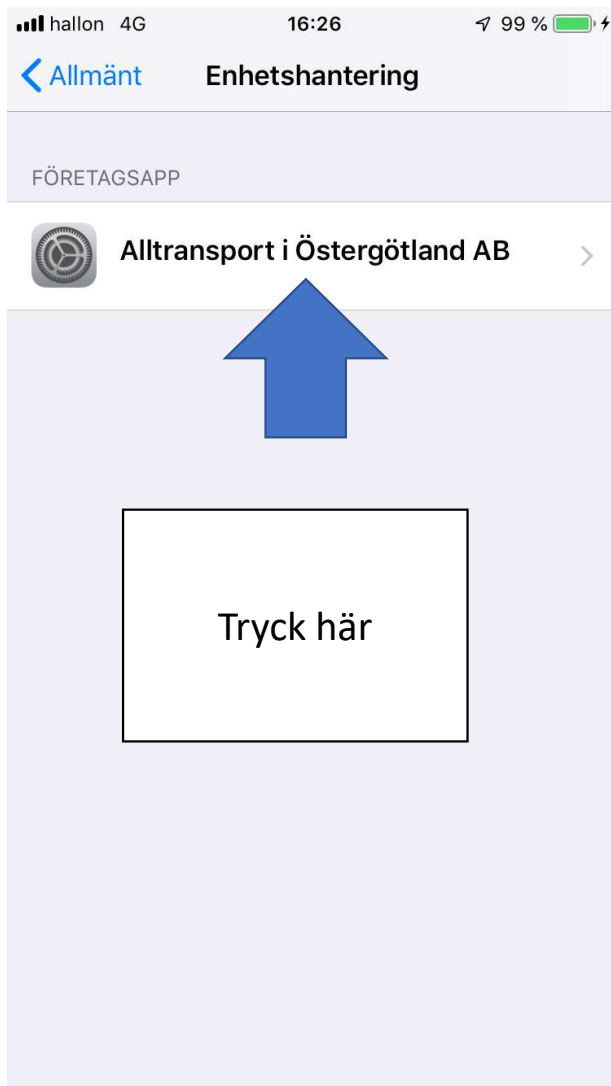 hallon 4G 16:26 99 %
Allmänt Enhetshantering
FÖRETAGSAPP
Alltransport i Östergötland AB
Tryck här